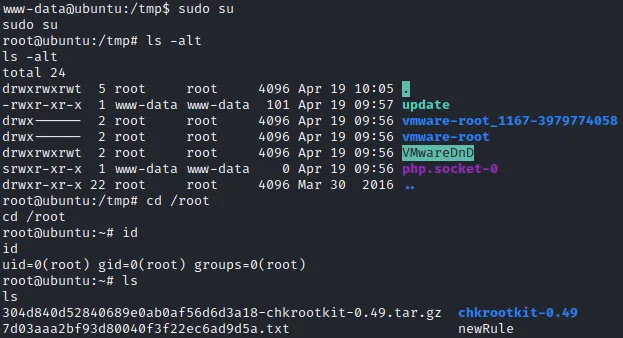 www-data@ubuntu:/tmp$ sudo su
sudo su
root@ubuntu:/tmp# ls -alt
ls -alt
total 24
drwxrwxrwt  5 root     root     4096 Apr 19 10:05 .
-rwxr-xr-x  1 www-data www-data  101 Apr 19 09:57 update
drwx------  2 root     root     4096 Apr 19 09:56 vmware-root_1167-3979774058
drwx------  2 root     root     4096 Apr 19 09:56 vmware-root
drwxrwxrwt  2 root     root     4096 Apr 19 09:56 VMwareDnD
srwxr-xr-x  1 www-data www-data    0 Apr 19 09:56 php.socket-0
drwxr-xr-x 22 root     root     4096 Mar 30  2016 ..
root@ubuntu:/tmp# cd /root
cd /root
root@ubuntu:~# id
id
uid=0(root) gid=0(root) groups=0(root)
root@ubuntu:~# ls
ls
304d840d52840689e0ab0af56d6d3a18-chkrootkit-0.49.tar.gz  chkrootkit-0.49
7d03aaa2bf93d80040f3f22ec6ad9d5a.txt                     newRule